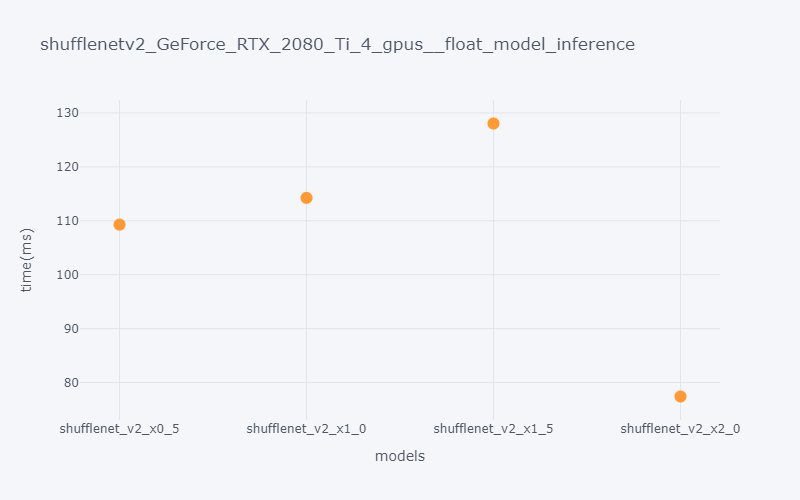 shufflenetv2_GeForce_RTX_2080_Ti_4_gpus__float_model_inference
time(ms)
130
120
110
100
90
80
shufflenet_v2_x0_5 shufflenet_v2_x1_0 shufflenet_v2_x1_5 shufflenet_v2_x2_0
models